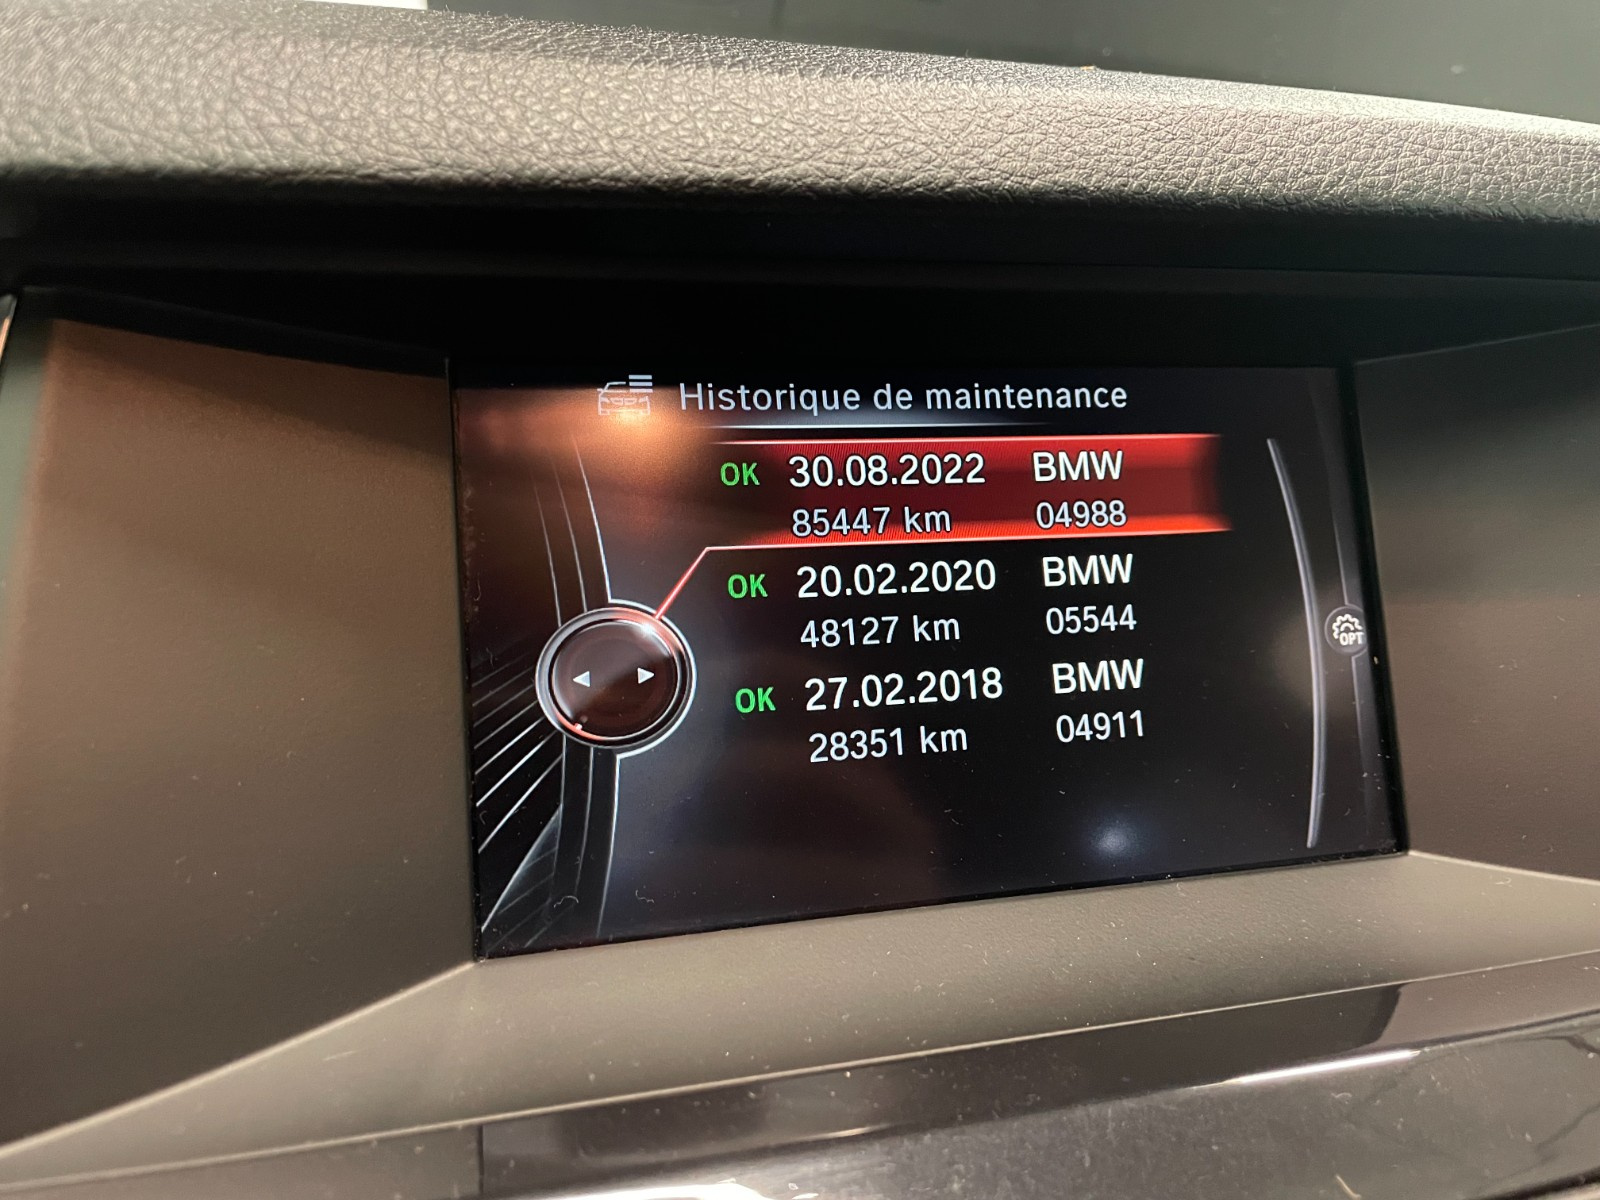 Historique de maintenance
OK 30.08.2022 BMW
85447 km 04988
OK 20.02.2020 BMW
48127 km 05544
OK 27.02.2018 BMW
28351 km 04911
OPT